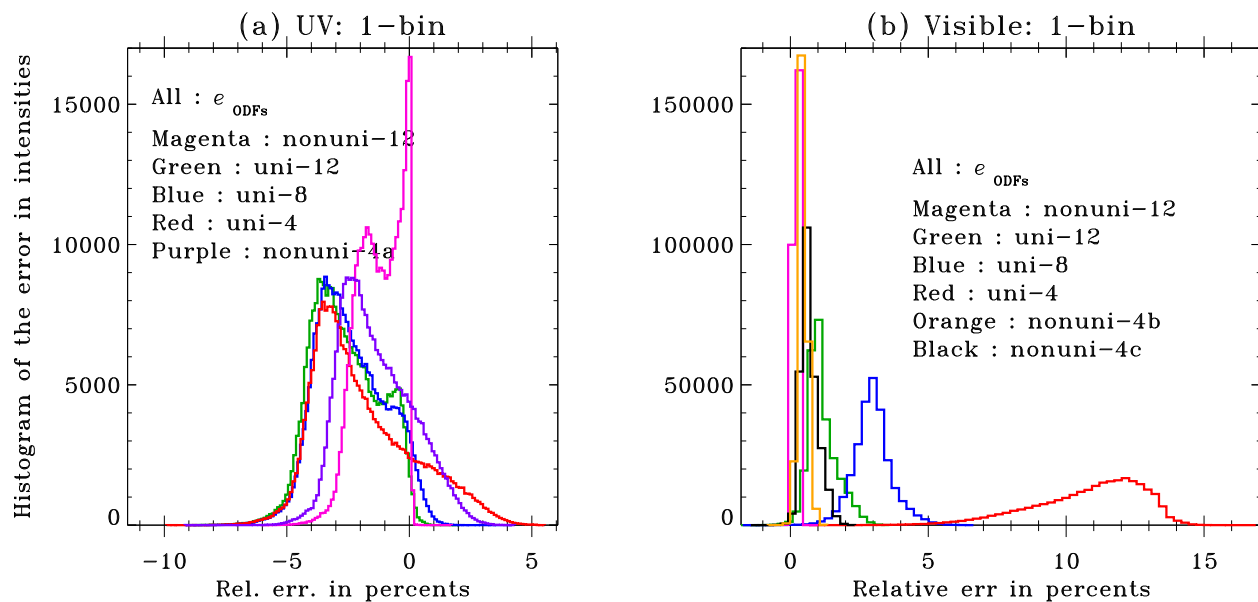 (a) UV: 1-bin
Histogram of the error in intensities
15000
10000
5000
0
All : e ODFs
Magenta : nonuni-12
Green : uni-12
Blue : uni-8
Red : uni-4
Purple : nonuni-4a
-10 -5 0 5
Rel. err. in percents
(b) Visible: 1-bin
150000
100000
50000
0
All : e ODFs
Magenta : nonuni-12
Green : uni-12
Blue : uni-8
Red : uni-4
Orange : nonuni-4b
Black : nonuni-4c
0 5 10 15
Relative err in percents